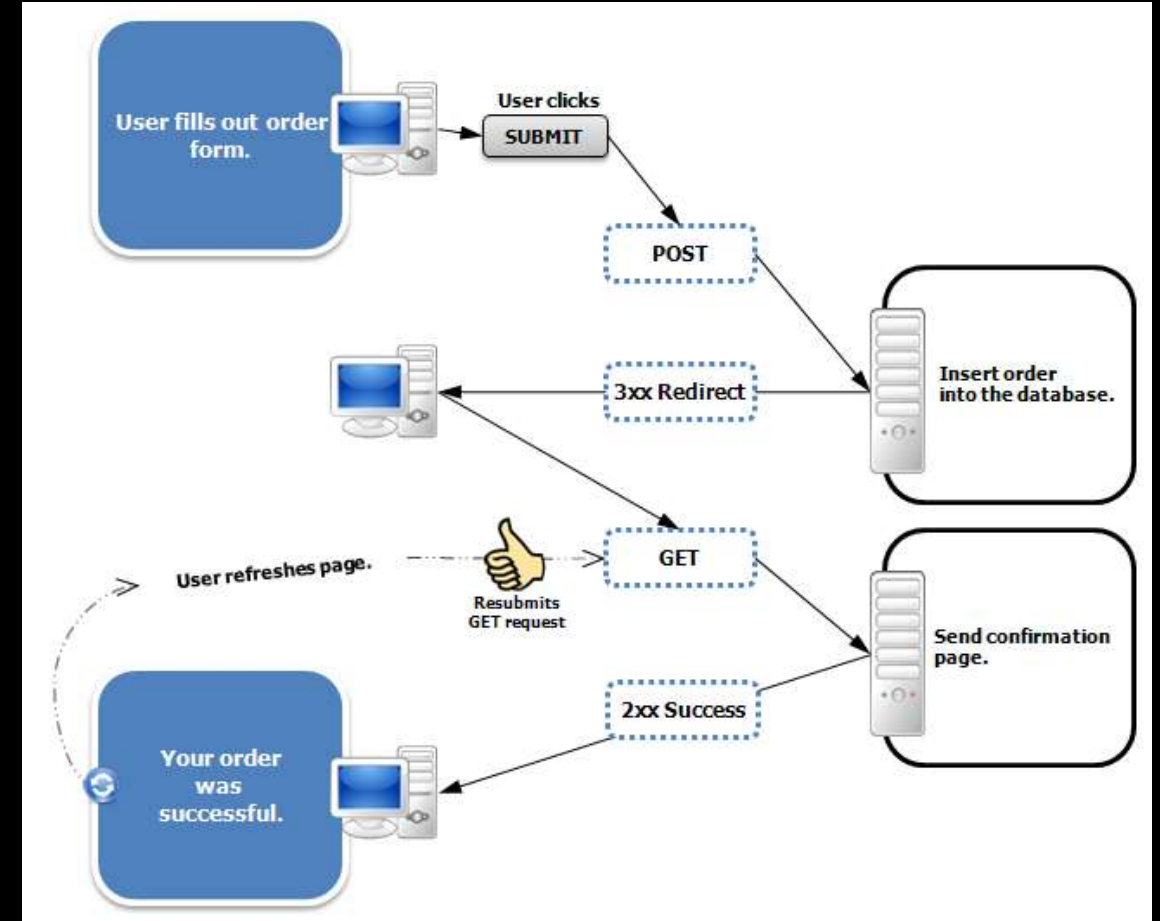 User fills out order
form.
User clicks
SUBMIT
POST
Insert order
into the database.
3xx Redirect
User refreshes page.
Resubmits
GET request
GET
Send confirmation
page.
2xx Success
Your order
was
successful.